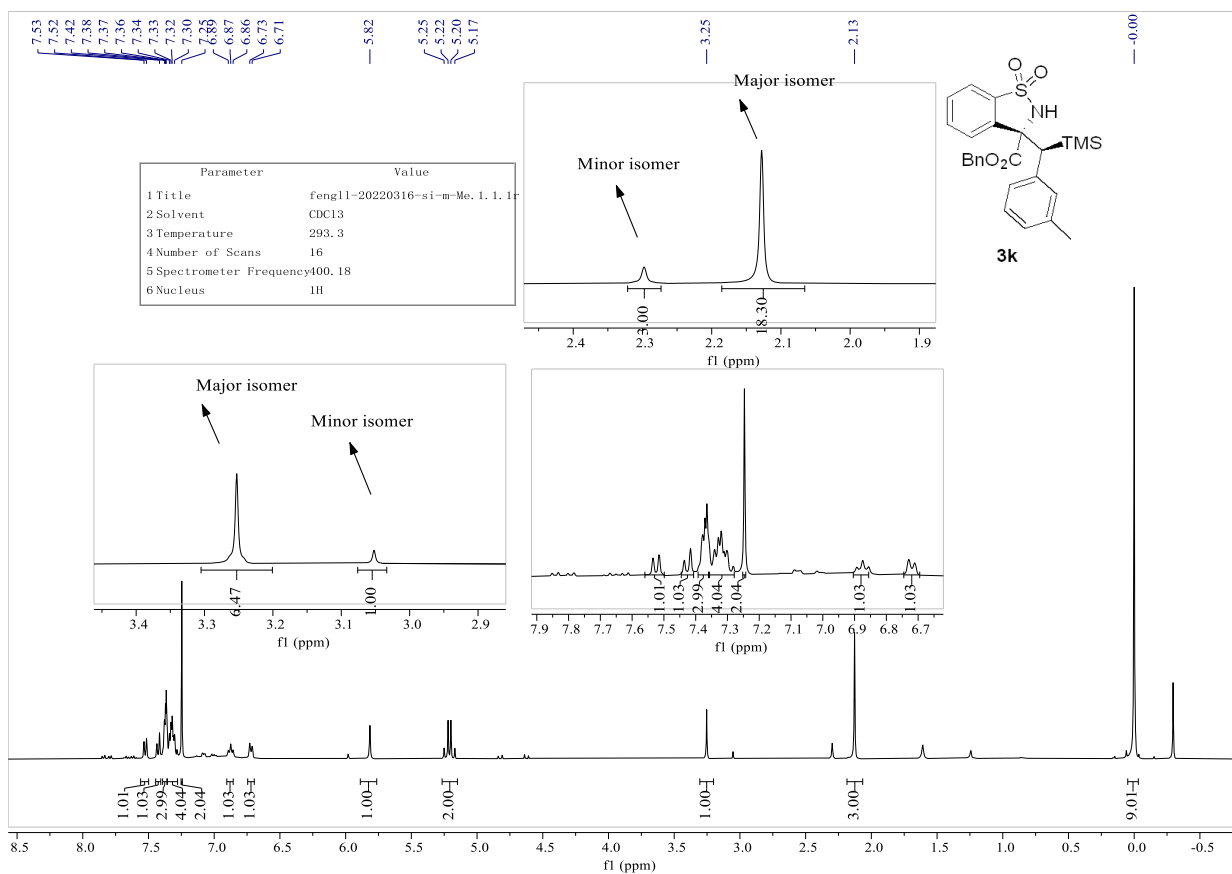 7.53
7.52
7.42
7.38
7.37
7.36
7.34
7.33
7.32
7.30
7.25
6.89
6.87
6.86
6.73
6.71
5.82
5.25
5.22
5.20
5.17
3.25
2.13
-0.00
Parameter Value
1 Title fengll-20220316-si-m-Me.1.1.1r
2 Solvent CDCl3
3 Temperature 293.3
4 Number of Scans 16
5 Spectrometer Frequency 400.18
6 Nucleus 1H
Major isomer
Minor isomer
3.00
18.30
2.4 2.3 2.2 2.1 2.0 1.9
f1 (ppm)
O O
S
NH
BnO2C
TMS
3k
Major isomer
Minor isomer
6.47
1.00
3.4 3.3 3.2 3.1 3.0 2.9
f1 (ppm)
1.01
1.03
2.99
4.04
2.04
1.03
1.03
7.9 7.8 7.7 7.6 7.5 7.4 7.3 7.2 7.1 7.0 6.9 6.8 6.7
f1 (ppm)
1.01
1.03
2.99
4.04
2.04
1.03
1.03
1.00
2.00
1.00
3.00
9.01
8.5 8.0 7.5 7.0 6.5 6.0 5.5 5.0 4.5 4.0 3.5 3.0 2.5 2.0 1.5 1.0 0.5 0.0 -0.5
f1 (ppm)